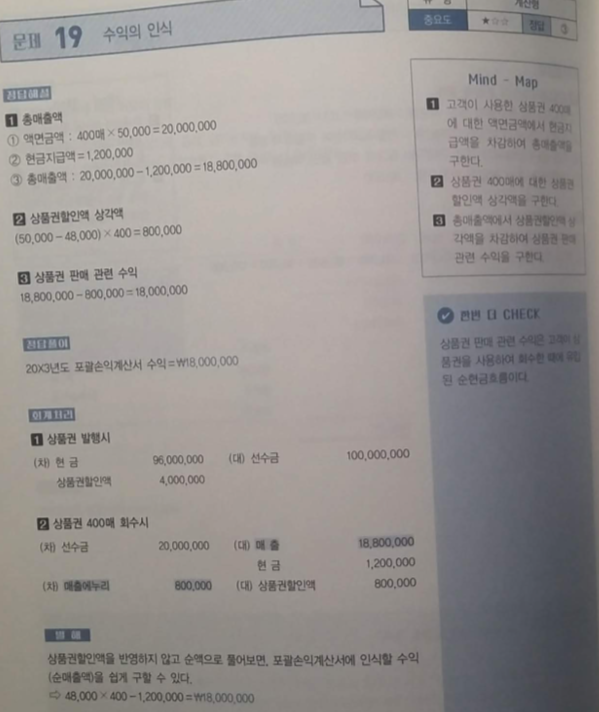 문제 19 수익의 인식
계산형
중요도 ★☆☆ 정답 ③
정답해설
1 총매출액
① 액면금액 : 400매×50,000=20,000,000
② 현금지급액=1,200,000
③ 총매출액 : 20,000,000-1,200,000=18,800,000
2 상품권할인액 상각액
(50,000-48,000)×400=800,000
3 상품권 판매 관련 수익
18,800,000-800,000=18,000,000
정답풀이
20X3년도 포괄손익계산서 수익=₩18,000,000
회계처리
1 상품권 발행시
(차) 현 금 96,000,000 (대) 선수금 100,000,000
상품권할인액 4,000,000
2 상품권 400매 회수시
(차) 선수금 20,000,000 (대) 매 출 18,800,000
현 금 1,200,000
(차) 매출에누리 800,000 (대) 상품권할인액 800,000
별 해
상품권할인액을 반영하지 않고 순액으로 풀어보면, 포괄손익계산서에 인식할 수익
(순매출액)을 쉽게 구할 수 있다.
⇨ 48,000×400-1,200,000=₩18,000,000
Mind - Map
1 고객이 사용한 상품권 400매
에 대한 액면금액에서 현금지
급액을 차감하여 총매출액을
구한다.
2 상품권 400매에 대한 상품권
할인액 상각액을 구한다.
3 총매출액에서 상품권할인액 상
각액을 차감하여 상품권 판매
관련 수익을 구한다.
한번 더 CHECK
상품권 판매 관련 수익은 고객이 상
품권을 사용하여 회수한 때에 유입
된 순현금흐름이다.